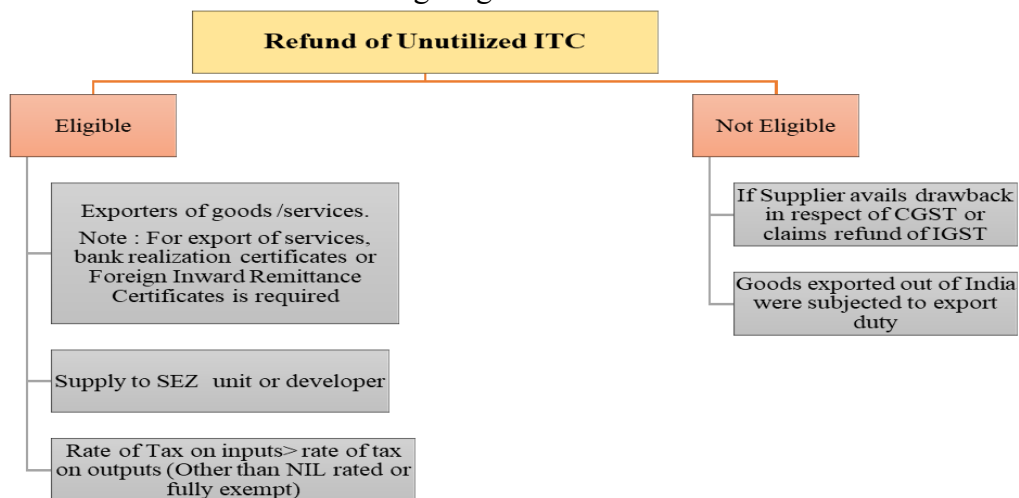 Refund of Unutilized ITC
Eligible
Exporters of goods /services.
Note : For export of services,
bank realization certificates or
Foreign Inward Remittance
Certificates is required
Supply to SEZ unit or developer
Rate of Tax on inputs> rate of tax
on outputs (Other than NIL rated or
fully exempt)
Not Eligible
If Supplier avails drawback
in respect of CGST or
claims refund of IGST
Goods exported out of India
were subjected to export
duty